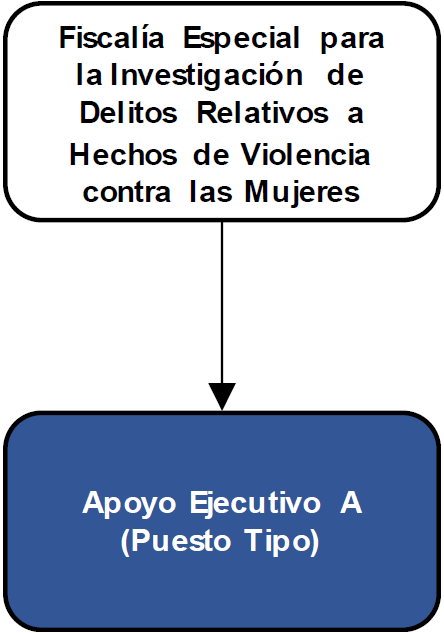 Fiscalía Especial para
la Investigación de
Delitos Relativos a
Hechos de Violencia
contra las Mujeres
Apoyo Ejecutivo A
(Puesto Tipo)